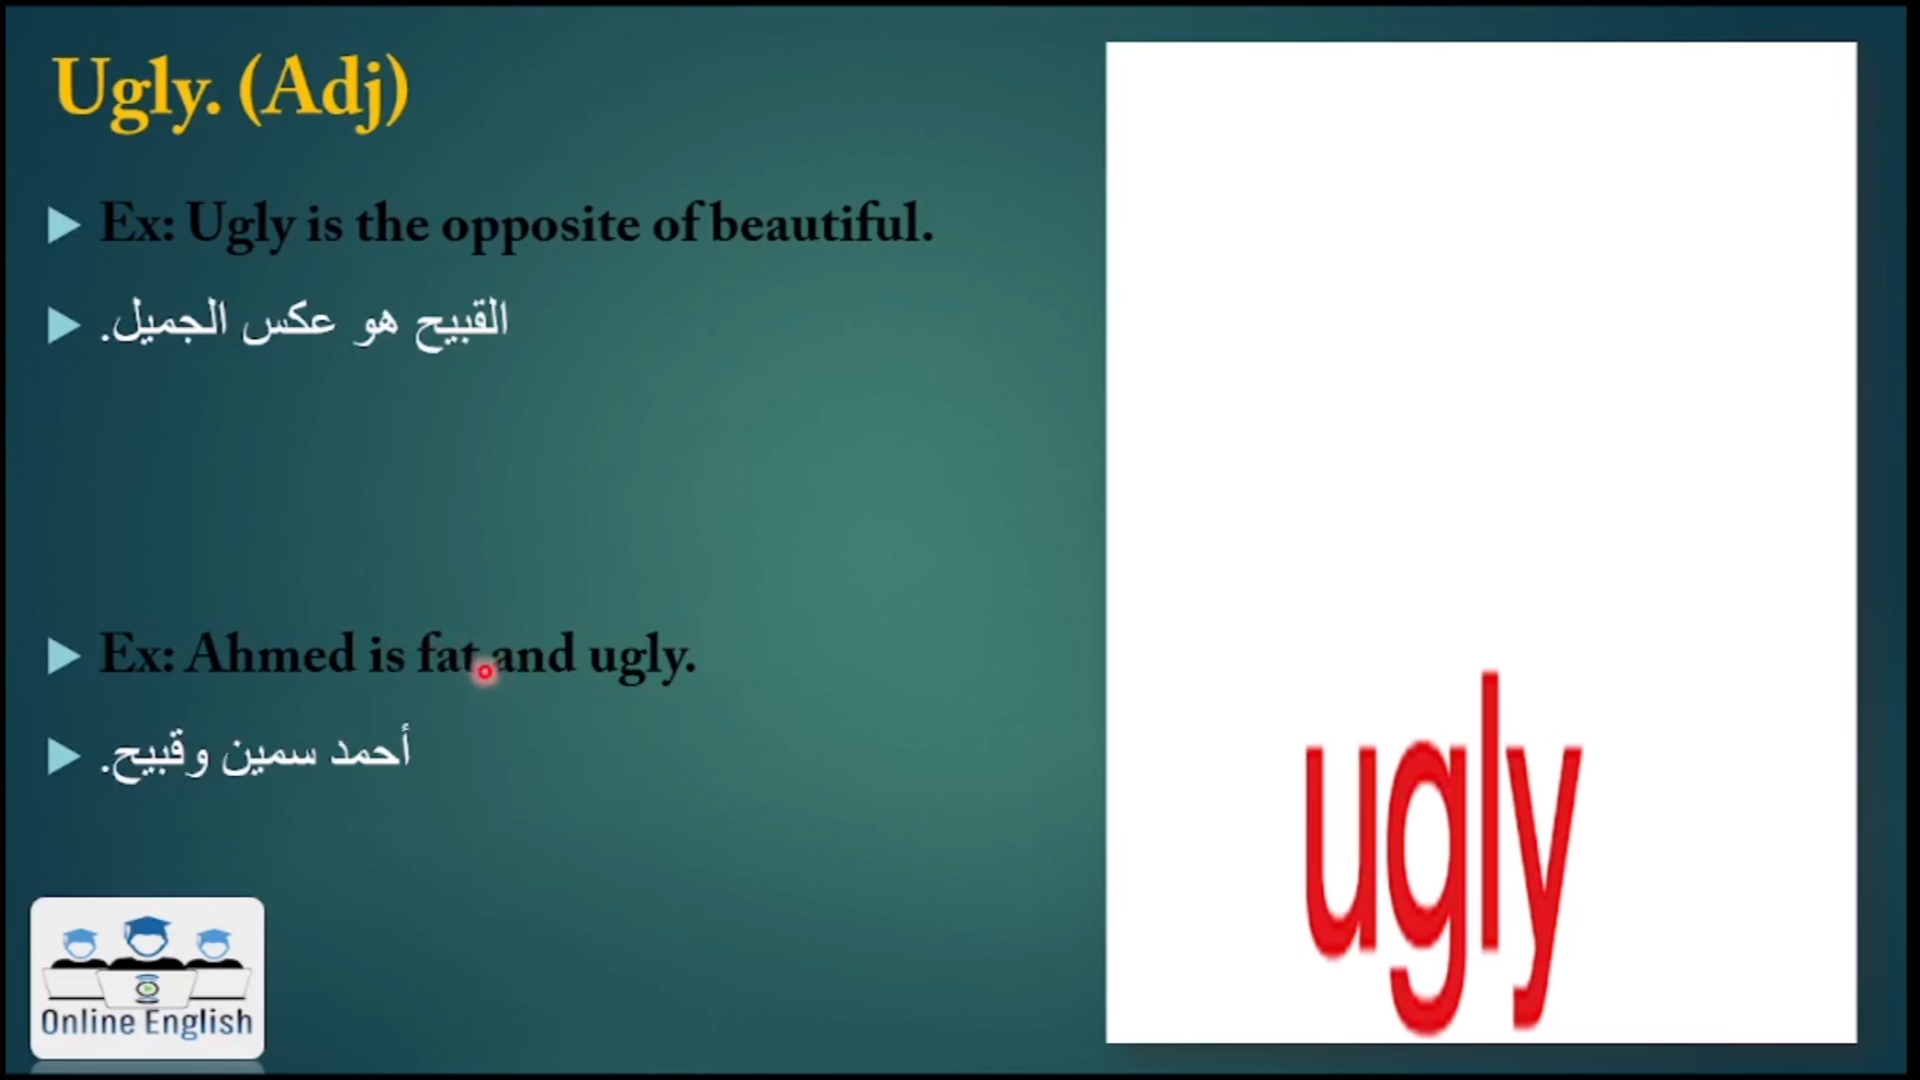 Ugly. (Adj)
Ex: Ugly is the opposite of beautiful.
القبيح هو عكس الجميل.
Ex: Ahmed is fat and ugly.
أحمد سمين وقبيح.
ugly
Online English